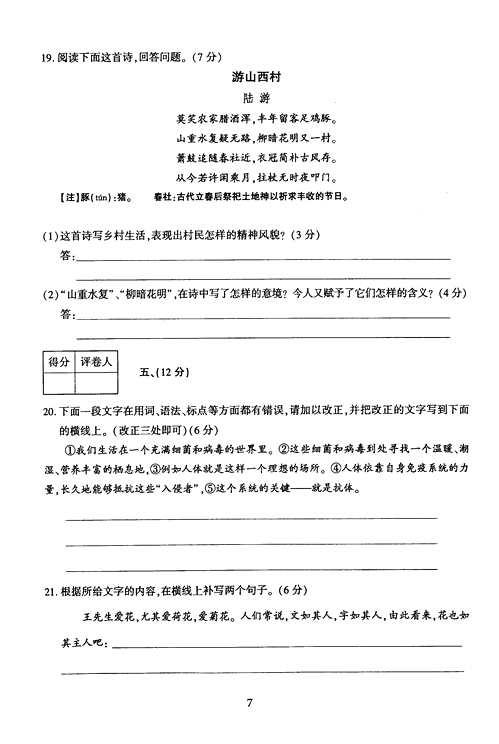 19. 阅读下面这首诗,回答问题。(7分)
游山西村
陆 游
莫笑农家腊酒浑,丰年留客足鸡豚。
山重水复疑无路,柳暗花明又一村。
箫鼓追随春社近,衣冠简朴古风存。
从今若许闲乘月,拄杖无时夜叩门。
【注】豚(tún):猪。 春社:古代立春后祭祀土地神以祈求丰收的节日。
(1)这首诗写乡村生活,表现出村民怎样的精神风貌? (3分)
答:
(2)“山重水复”、“柳暗花明”,在诗中写了怎样的意境? 今人又赋予了它们怎样的含义? (4分)
答:
得分 评卷人
五、(12分)
20. 下面一段文字在用词、语法、标点等方面都有错误,请加以改正,并把改正的文字写到下面
的横线上。(改正三处即可)(6分)
①我们生活在一个充满细菌和病毒的世界里。②这些细菌和病毒到处寻找一个温暖、潮
湿、营养丰富的栖息地,③例如人体就是这样一个理想的场所。④人体依靠自身免疫系统的力
量,长久地能够抵抗这些“入侵者”,⑤这个系统的关键——就是抗体。
21. 根据所给文字的内容,在横线上补写两个句子。(6分)
王先生爱花,尤其爱荷花,爱菊花。人们常说,文如其人,字如其人,由此看来,花也如
其主人吧:
7